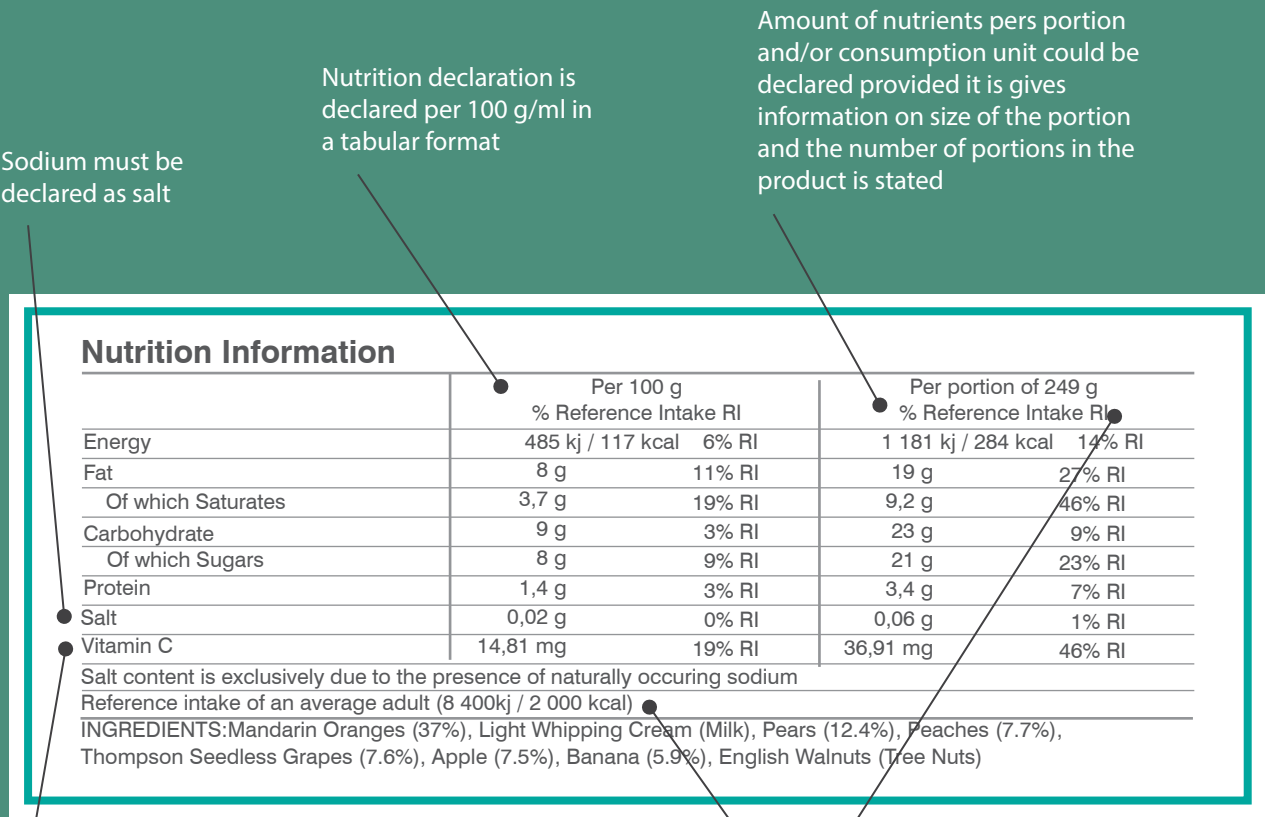 Amount of nutrients pers portion
and/or consumption unit could be
declared provided it is gives
information on size of the portion
and the number of portions in the
product is stated
Nutrition declaration is
declared per 100 g/ml in
a tabular format
Sodium must be
declared as salt
Nutrition Information
Per 100 g Per portion of 249 g
% Reference Intake RI % Reference Intake RI
Energy 485 kj / 117 kcal 6% RI 1 181 kj / 284 kcal 14% RI
Fat 8 g 11% RI 19 g 27% RI
Of which Saturates 3,7 g 19% RI 9,2 g 46% RI
Carbohydrate 9 g 3% RI 23 g 9% RI
Of which Sugars 8 g 9% RI 21 g 23% RI
Protein 1,4 g 3% RI 3,4 g 7% RI
Salt 0,02 g 0% RI 0,06 g 1% RI
Vitamin C 14,81 mg 19% RI 36,91 mg 46% RI
Salt content is exclusively due to the presence of naturally occuring sodium
Reference intake of an average adult (8 400kj / 2 000 kcal)
INGREDIENTS:Mandarin Oranges (37%), Light Whipping Cream (Milk), Pears (12.4%), Peaches (7.7%),
Thompson Seedless Grapes (7.6%), Apple (7.5%), Banana (5.9%), English Walnuts (Tree Nuts)